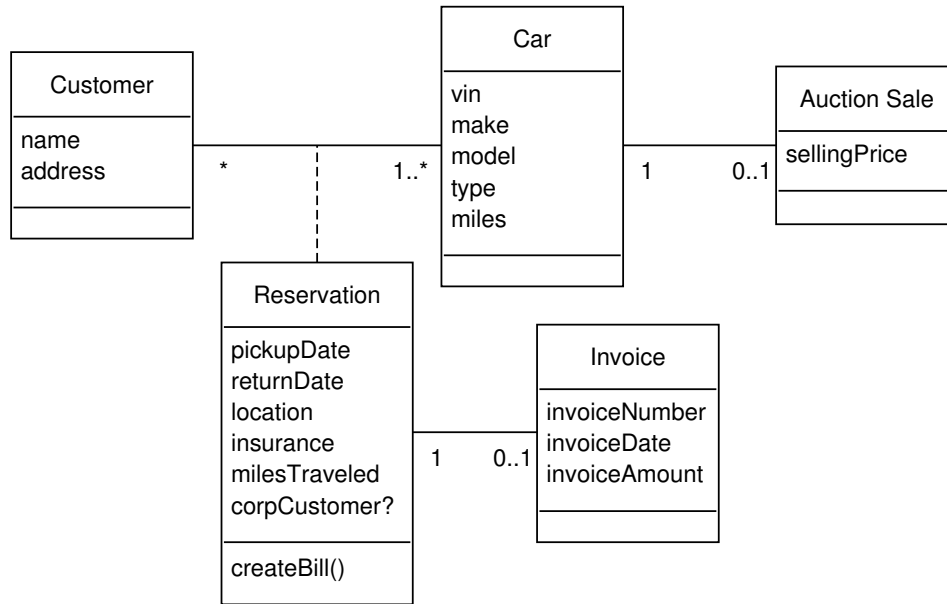 Customer
name
address
*
1..*
Car
vin
make
model
type
miles
1
0..1
Auction Sale
sellingPrice
Reservation
pickupDate
returnDate
location
insurance
milesTraveled
corpCustomer?
createBill()
1
0..1
Invoice
invoiceNumber
invoiceDate
invoiceAmount